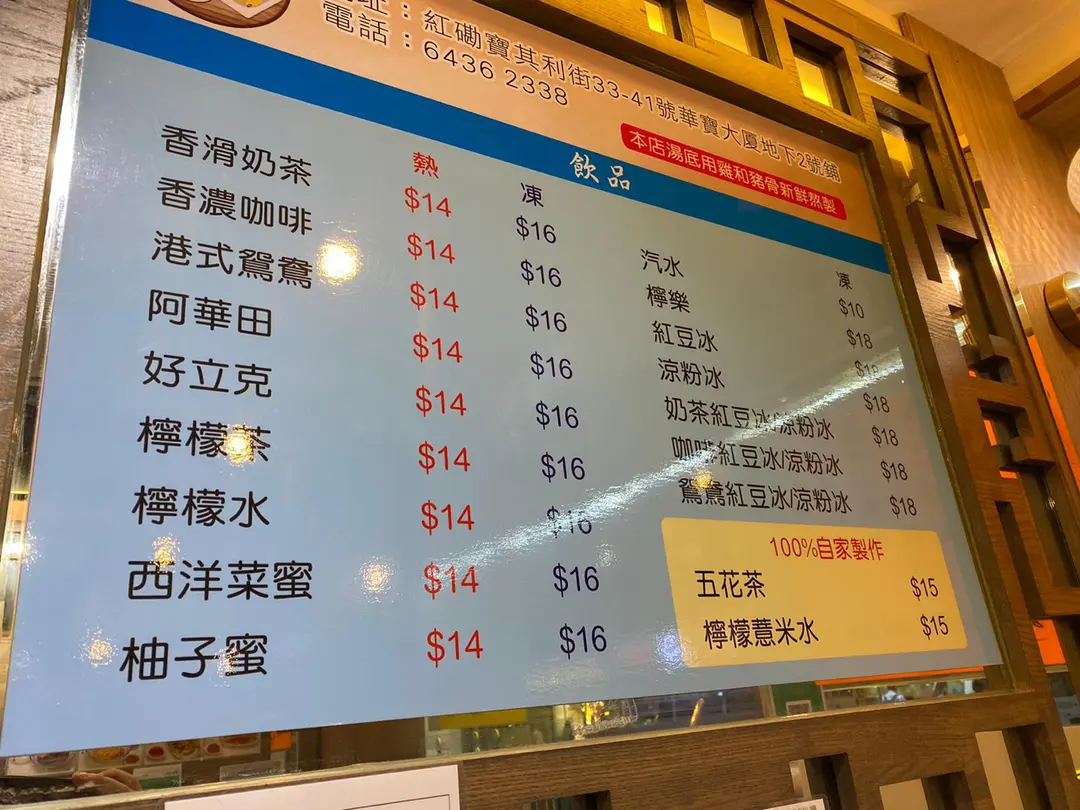 址：紅磡寶其利街33-41號華寶大廈地下2號舖
電話：6436 2338
本店湯底用雞和豬骨新鮮熬製
飲品
熱 凍
香滑奶茶 $14 $16
香濃咖啡 $14 $16
港式鴛鴦 $14 $16
阿華田 $14 $16
好立克 $14 $16
檸檬茶 $14 $16
檸檬水 $14 $16
西洋菜蜜 $14 $16
柚子蜜 $14 $16
凍
汽水 $10
檸樂 $18
紅豆冰 $18
涼粉冰 $18
奶茶紅豆冰/涼粉冰 $18
咖啡紅豆冰/涼粉冰 $18
鴛鴦紅豆冰/涼粉冰 $18
100%自家製作
五花茶 $15
檸檬薏米水 $15